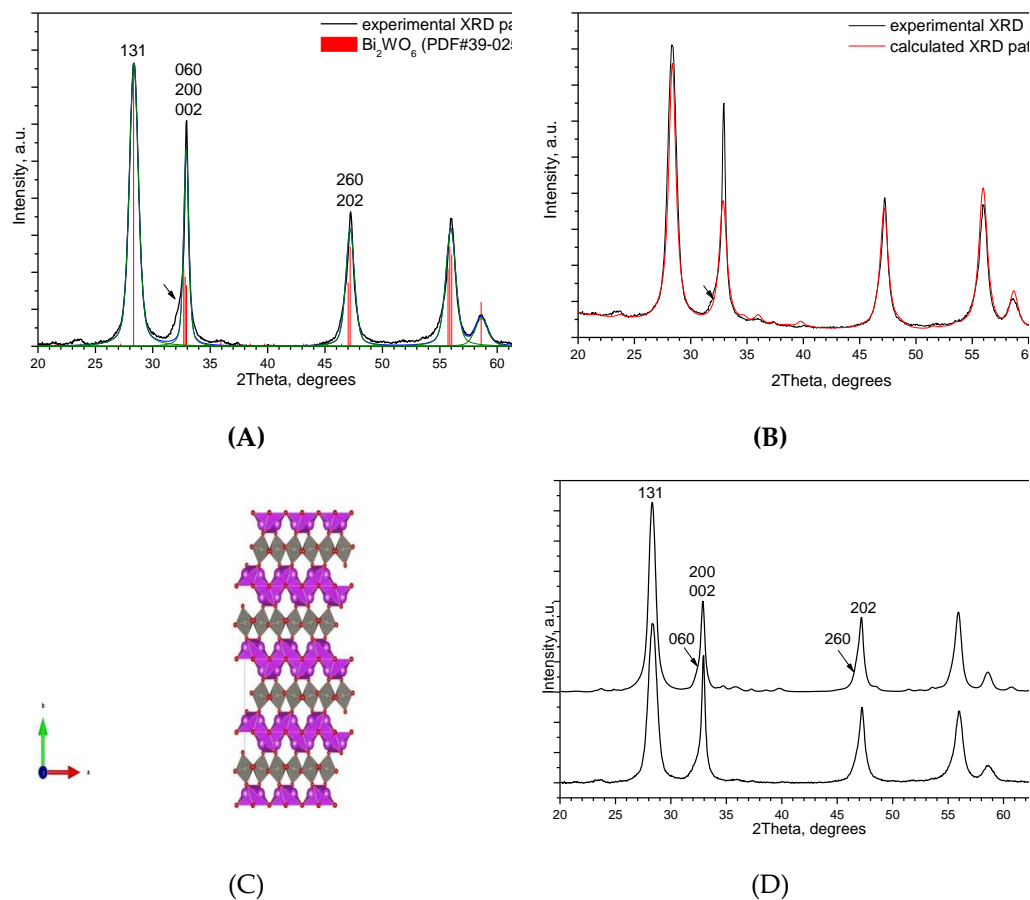 experimental XRD pa
Bi₂WO₆ (PDF#39-025
131
060
200
002
260
202
Intensity, a.u.
20 25 30 35 40 45 50 55 60
2Theta, degrees
(A)
experimental XRD
calculated XRD pat
Intensity, a.u.
20 25 30 35 40 45 50 55 60
2Theta, degrees
(B)
b
a
(C)
131
200
002
060
202
260
Intensity, a.u.
20 25 30 35 40 45 50 55 60
2Theta, degrees
(D)